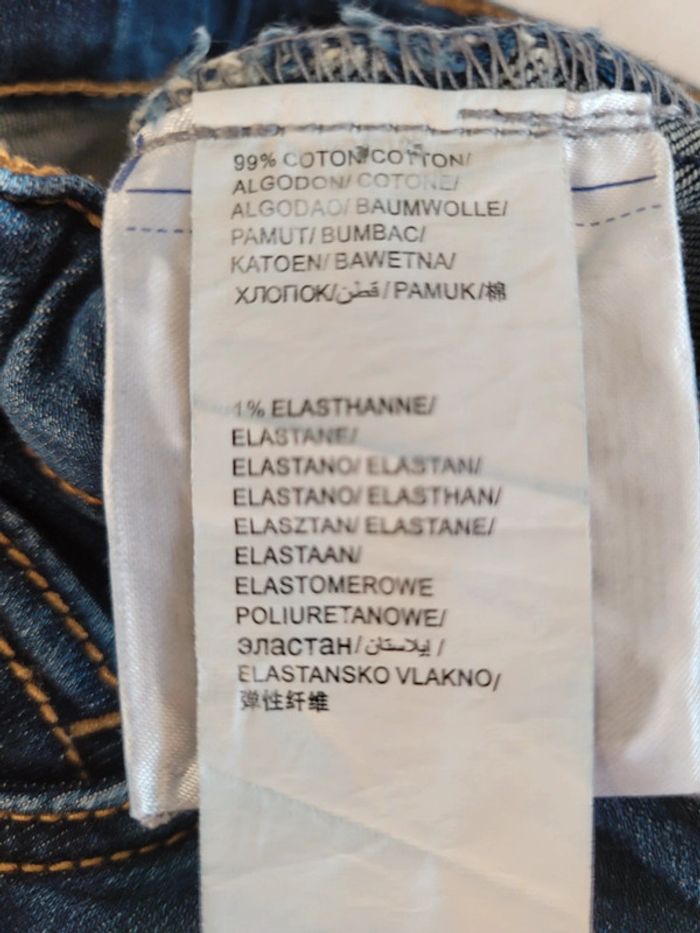 99% COTON/COTTON/
ALGODON/ COTONE/
ALGODAO/ BAUMWOLLE/
PAMUT/ BUMBAC/
KATOEN/ BAWETNA/
ХЛОПОК/قطن/PAMUK/棉
1% ELASTHANNE/
ELASTANE/
ELASTANO/ ELASTAN/
ELASTANO/ ELASTHAN/
ELASZTAN/ ELASTANE/
ELASTAAN/
ELASTOMEROWE
POLIURETANOWE/
эластан/إيلاستان/
ELASTANSKO VLAKNO/
弹性纤维